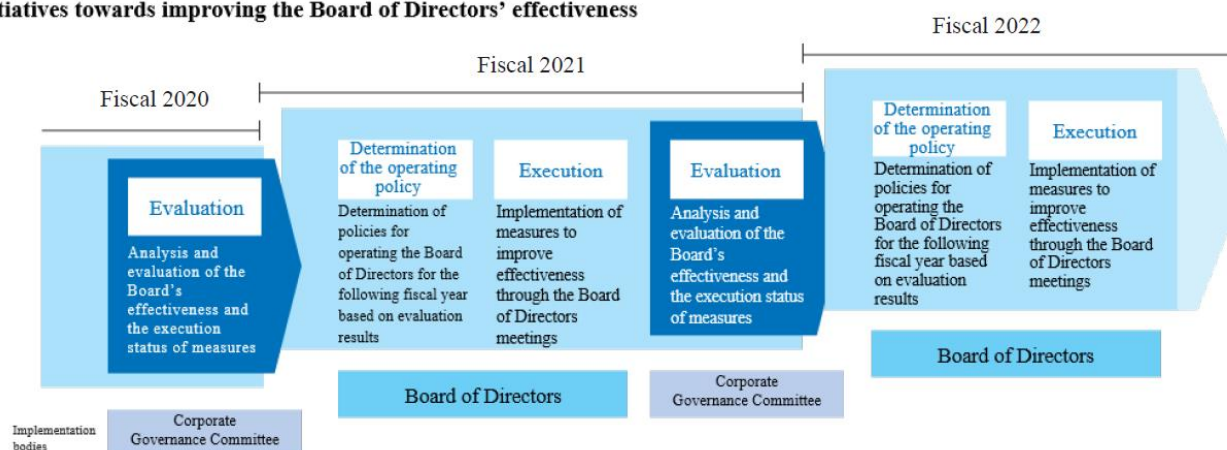 tiatives towards improving the Board of Directors' effectiveness
Fiscal 2020
Fiscal 2021
Fiscal 2022
Evaluation
Analysis and
evaluation of the
Board's
effectiveness and
the execution
status of measures
Determination
of the operating
policy
Determination of
policies for
operating the Board
of Directors for the
following fiscal year
based on evaluation
results
Execution
Implementation of
measures to
improve
effectiveness
through the Board
of Directors
meetings
Evaluation
Analysis and
evaluation of the
Board's
effectiveness and
the execution status
of measures
Determination
of the operating
policy
Determination of
policies for
operating the
Board of Directors
for the following
fiscal year based
on evaluation
results
Execution
Implementation of
measures to
improve
effectiveness
through the Board
of Directors
meetings
Implementation
bodies
Corporate
Governance Committee
Board of Directors
Corporate
Governance Committee
Board of Directors